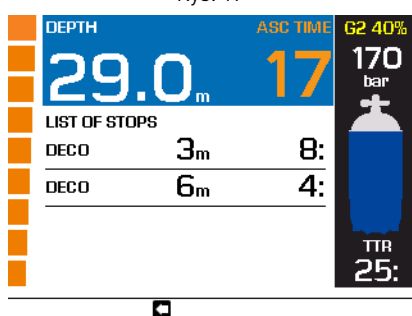 DEPTH ASC TIME G2 40%
29.0m 17 170
bar
LIST OF STOPS
DECO 3m 8:
DECO 6m 4:
TTR
25: